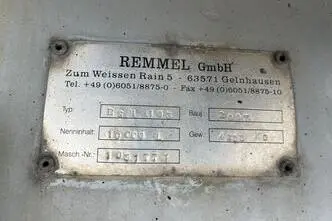 REMMEL GmbH
Zum Weissen Rain 5 - 63571 Gelnhausen
Tel. +49 (0)6051/8875-0 - Fax +49 (0)6051/8875-10
Typ: Bauj.
Nenninhalt: Gew.
Masch.-Nr.: